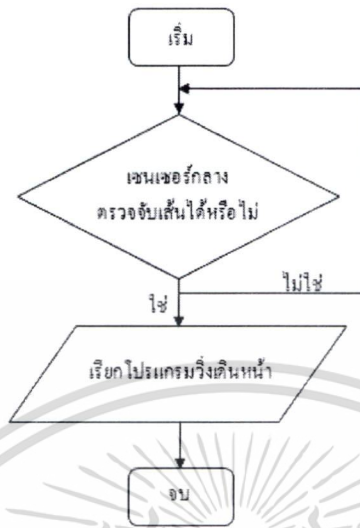 เริ่ม
เซนเซอร์กลาง
ตรวจจับเส้นได้หรือไม่
ไม่ใช่
ใช่
เรียกโปรแกรมวิ่งเดินหน้า
จบ